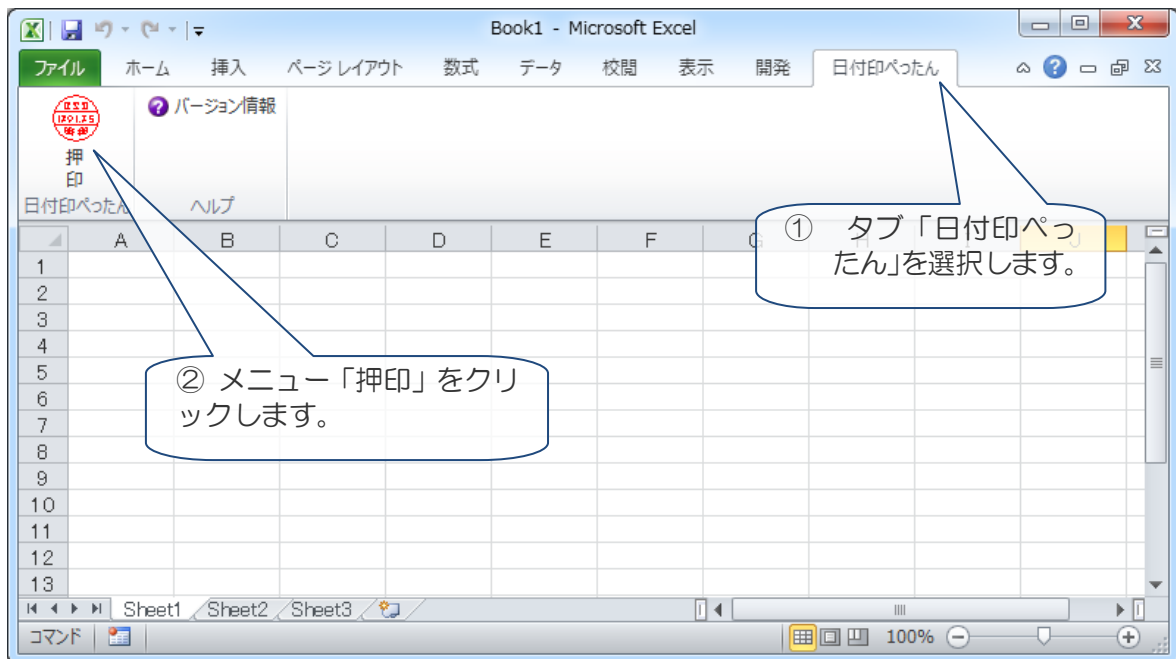 Book1 - Microsoft Excel
ファイル ホーム 挿入 ページ レイアウト 数式 データ 校閲 表示 開発 日付印ぺったん
バージョン情報
押
印
日付印ぺったん ヘルプ
① タブ「日付印ぺっ
たん」を選択します。
A B C D E F G H I J
1
2
3
4
② メニュー「押印」をクリ
ックします。
5
6
7
8
9
10
11
12
13
Sheet1 Sheet2 Sheet3
コマンド 100%